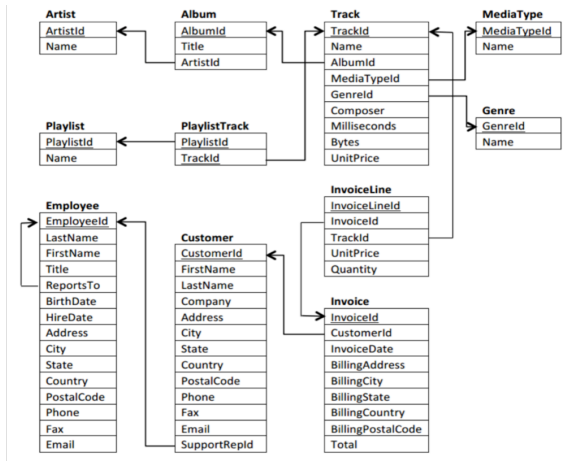 Artist
ArtistId
Name
Album
AlbumId
Title
ArtistId
Track
TrackId
Name
AlbumId
MediaTypeId
GenreId
Composer
Milliseconds
Bytes
UnitPrice
MediaType
MediaTypeId
Name
Genre
GenreId
Name
Playlist
PlaylistId
Name
PlaylistTrack
PlaylistId
TrackId
Employee
EmployeeId
LastName
FirstName
Title
ReportsTo
BirthDate
HireDate
Address
City
State
Country
PostalCode
Phone
Fax
Email
Customer
CustomerId
FirstName
LastName
Company
Address
City
State
Country
PostalCode
Phone
Fax
Email
SupportRepId
InvoiceLine
InvoiceLineId
InvoiceId
TrackId
UnitPrice
Quantity
Invoice
InvoiceId
CustomerId
InvoiceDate
BillingAddress
BillingCity
BillingState
BillingCountry
BillingPostalCode
Total